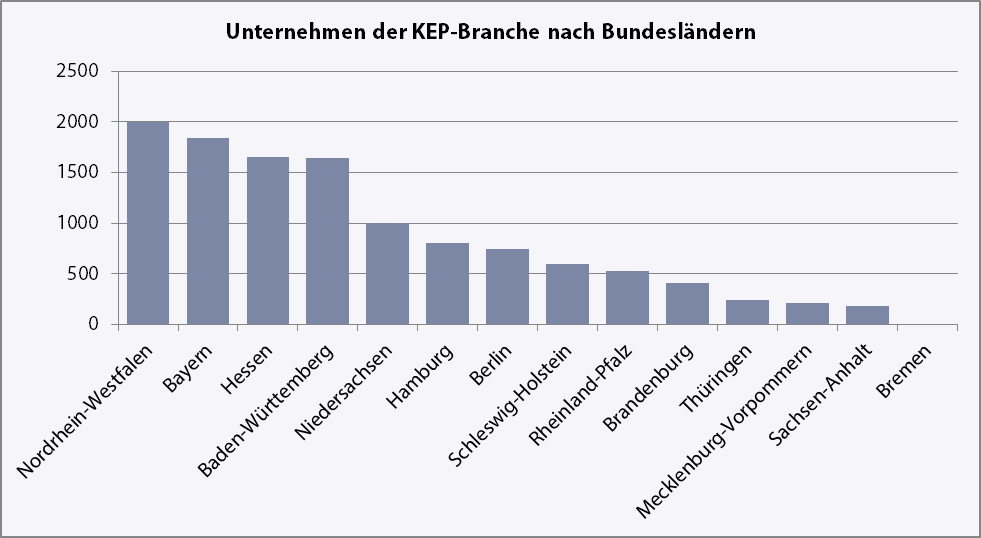 Unternehmen der KEP-Branche nach Bundesländern
2500
2000
1500
1000
500
0
Nordrhein-Westfalen
Bayern
Hessen
Baden-Württemberg
Niedersachsen
Hamburg
Berlin
Schleswig-Holstein
Rheinland-Pfalz
Brandenburg
Thüringen
Mecklenburg-Vorpommern
Sachsen-Anhalt
Bremen